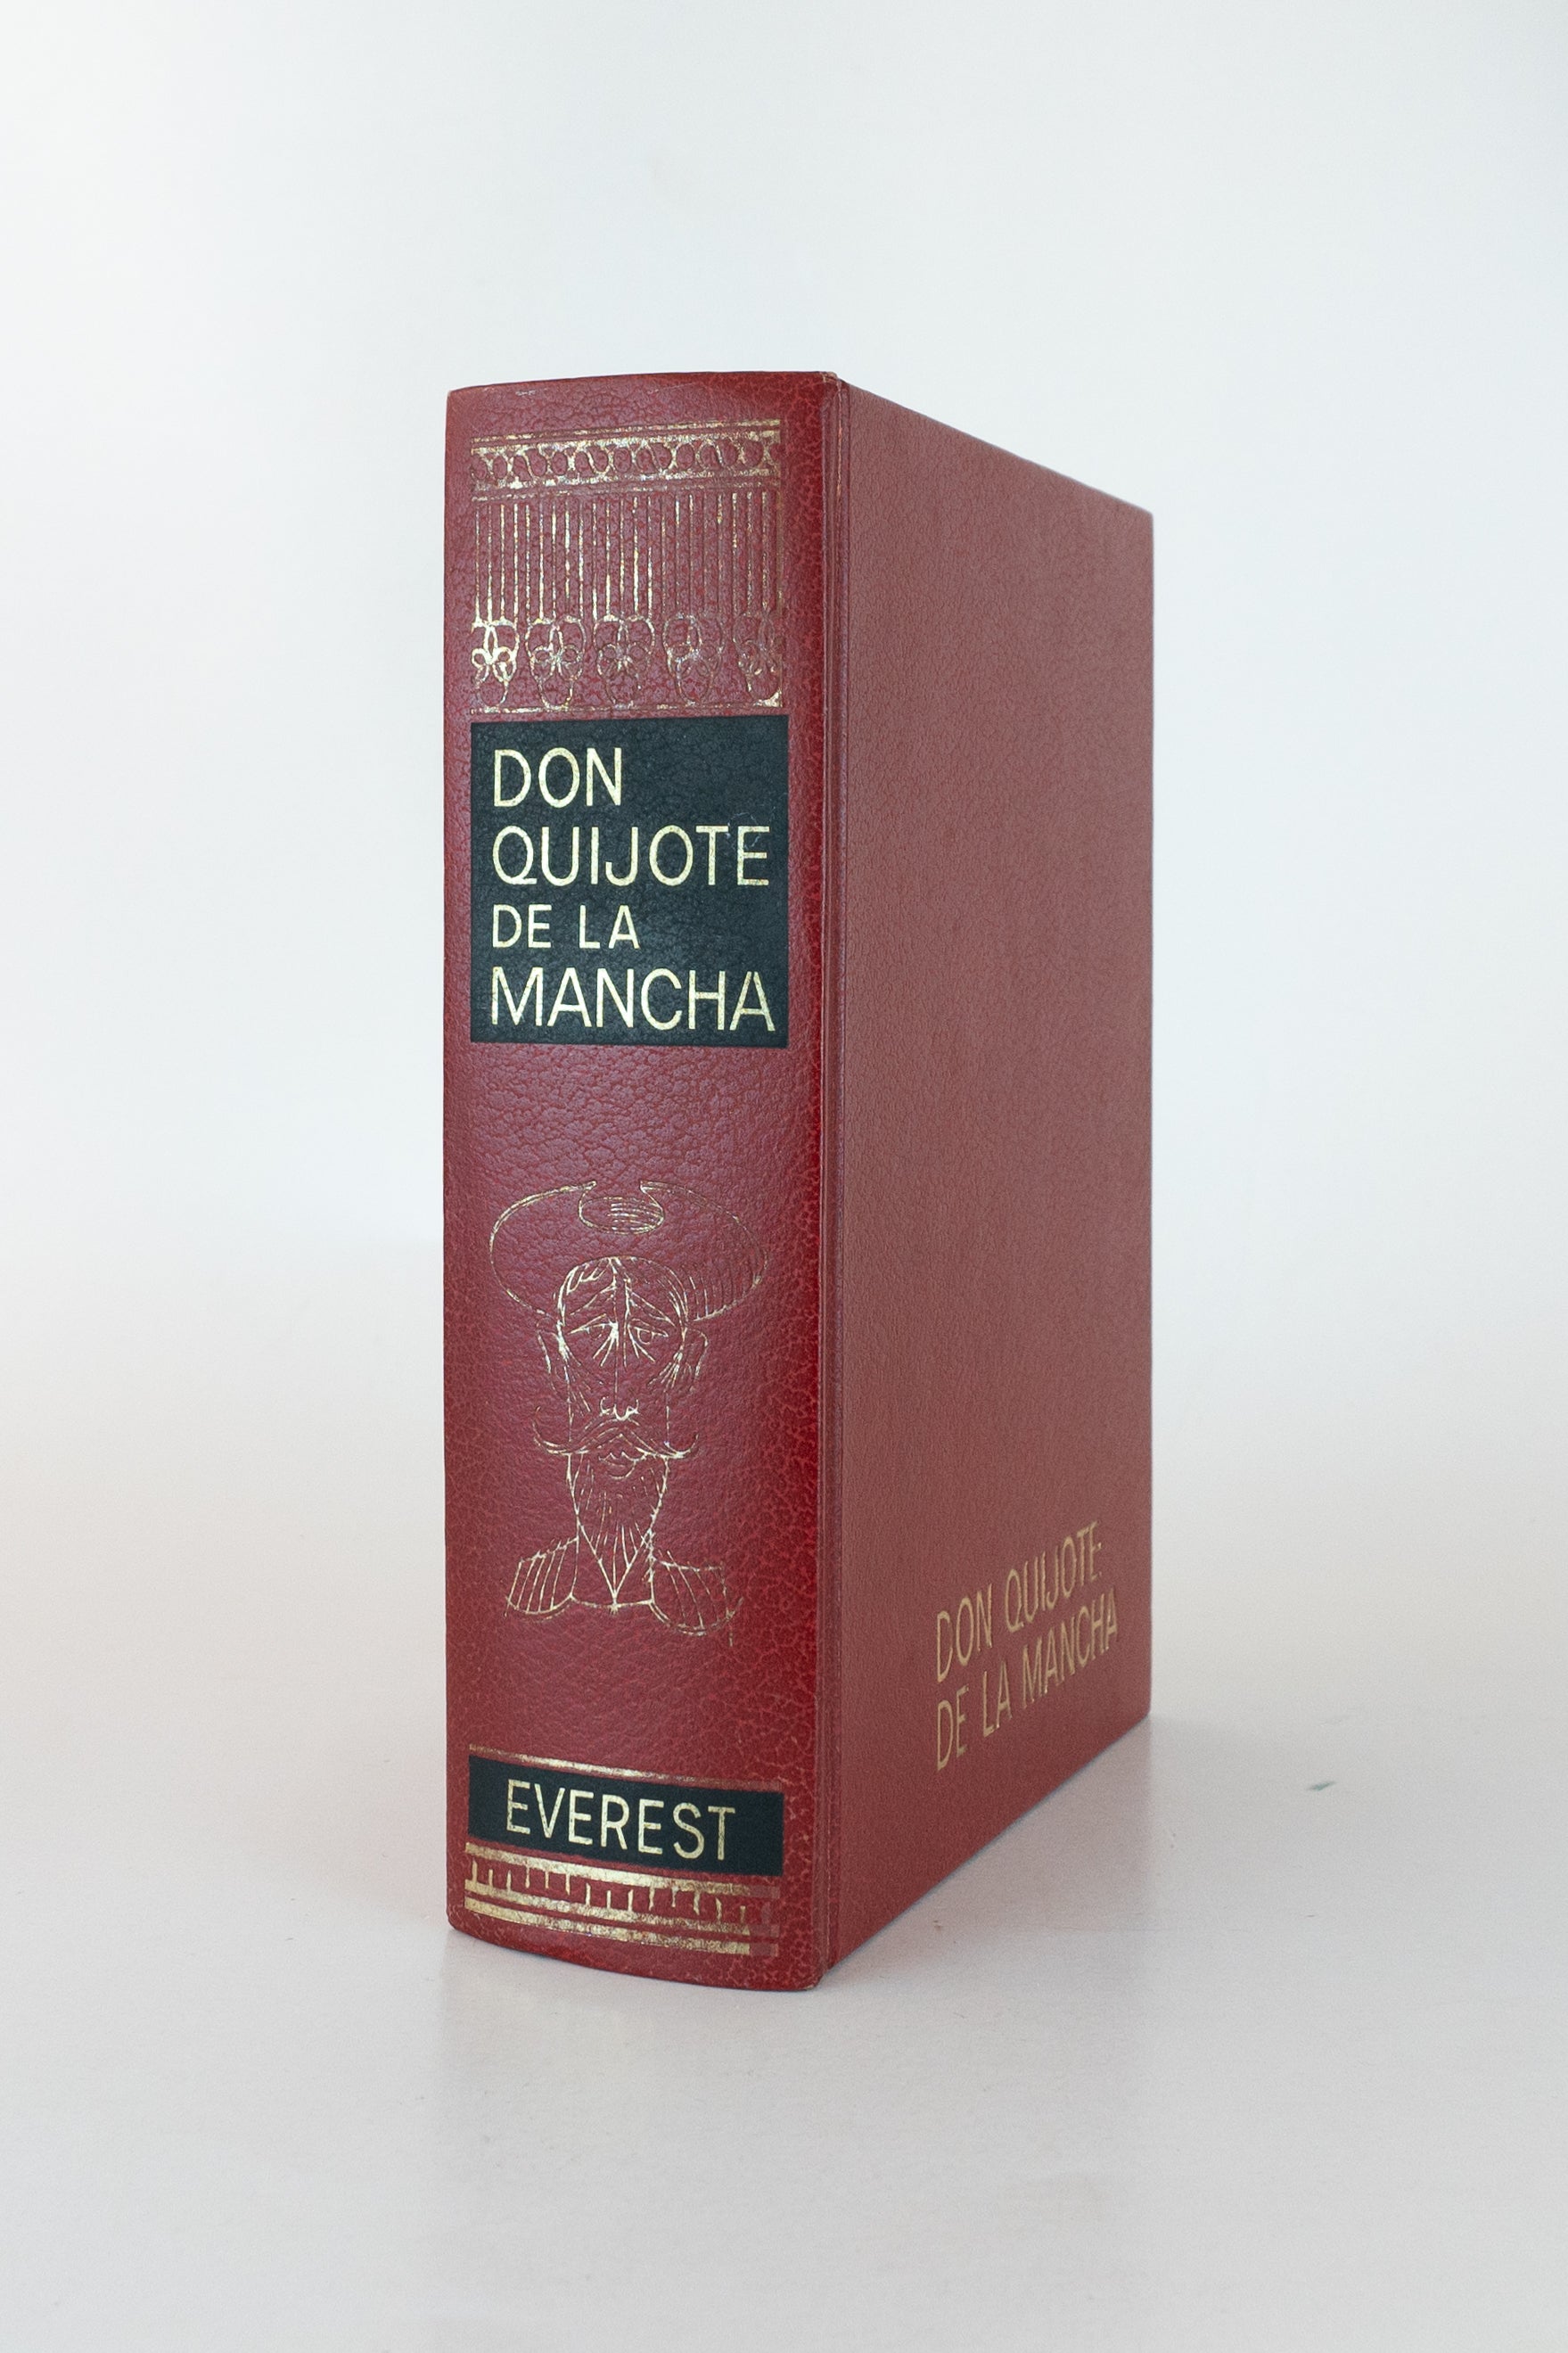 DON
QUIJOTE
DE LA
MANCHA
EVEREST
DON QUIJOTE
DE LA MANCHA